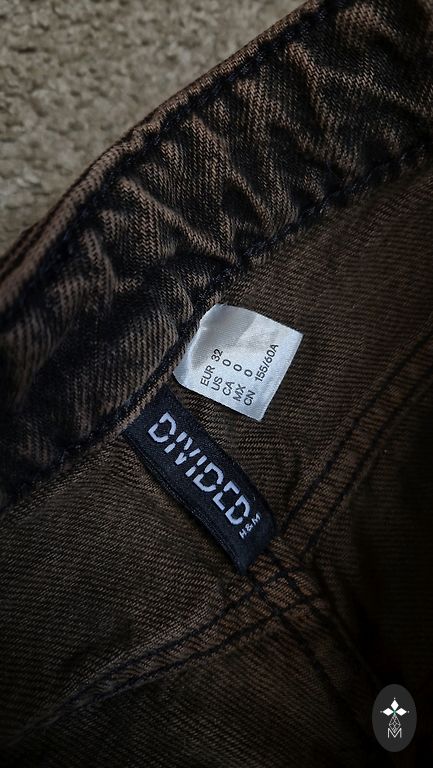 EUR 32
US 0
CA 0
MX 0
CN 155/60A
DIVIDED
H&M
M